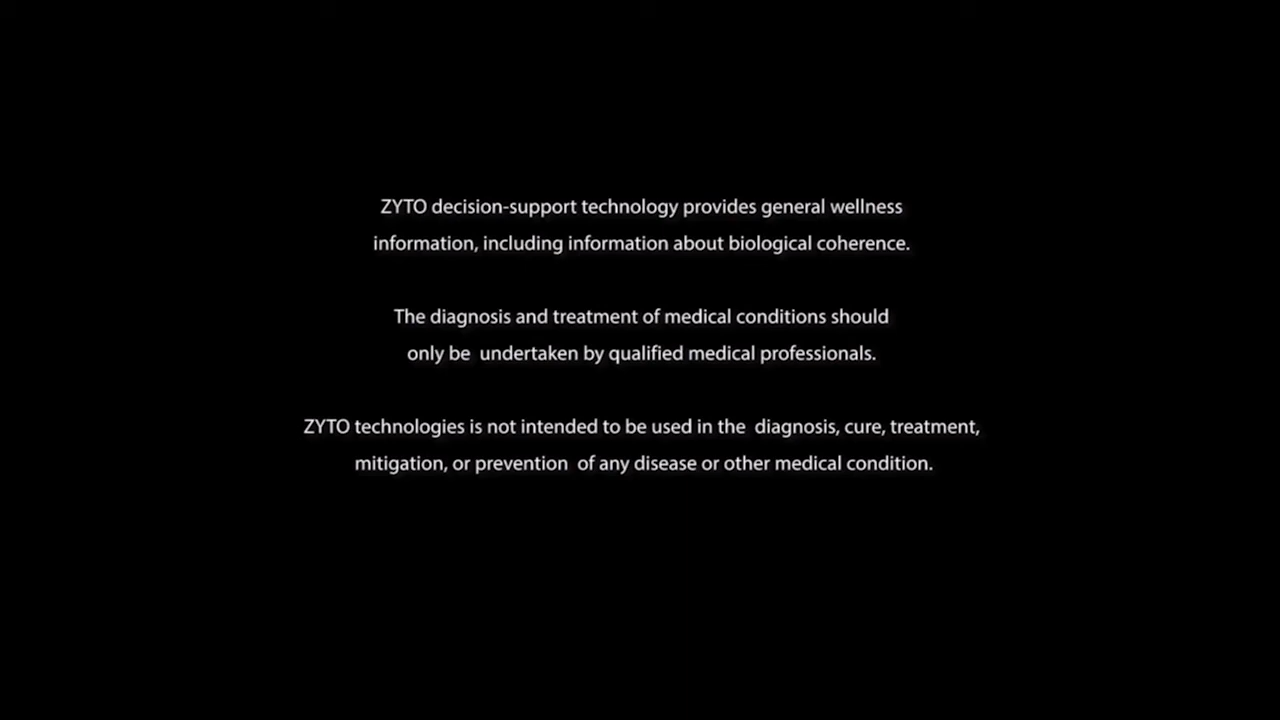 ZYTO decision-support technology provides general wellness
information, including information about biological coherence.
The diagnosis and treatment of medical conditions should
only be undertaken by qualified medical professionals.
ZYTO technologies is not intended to be used in the diagnosis, cure, treatment,
mitigation, or prevention of any disease or other medical condition.